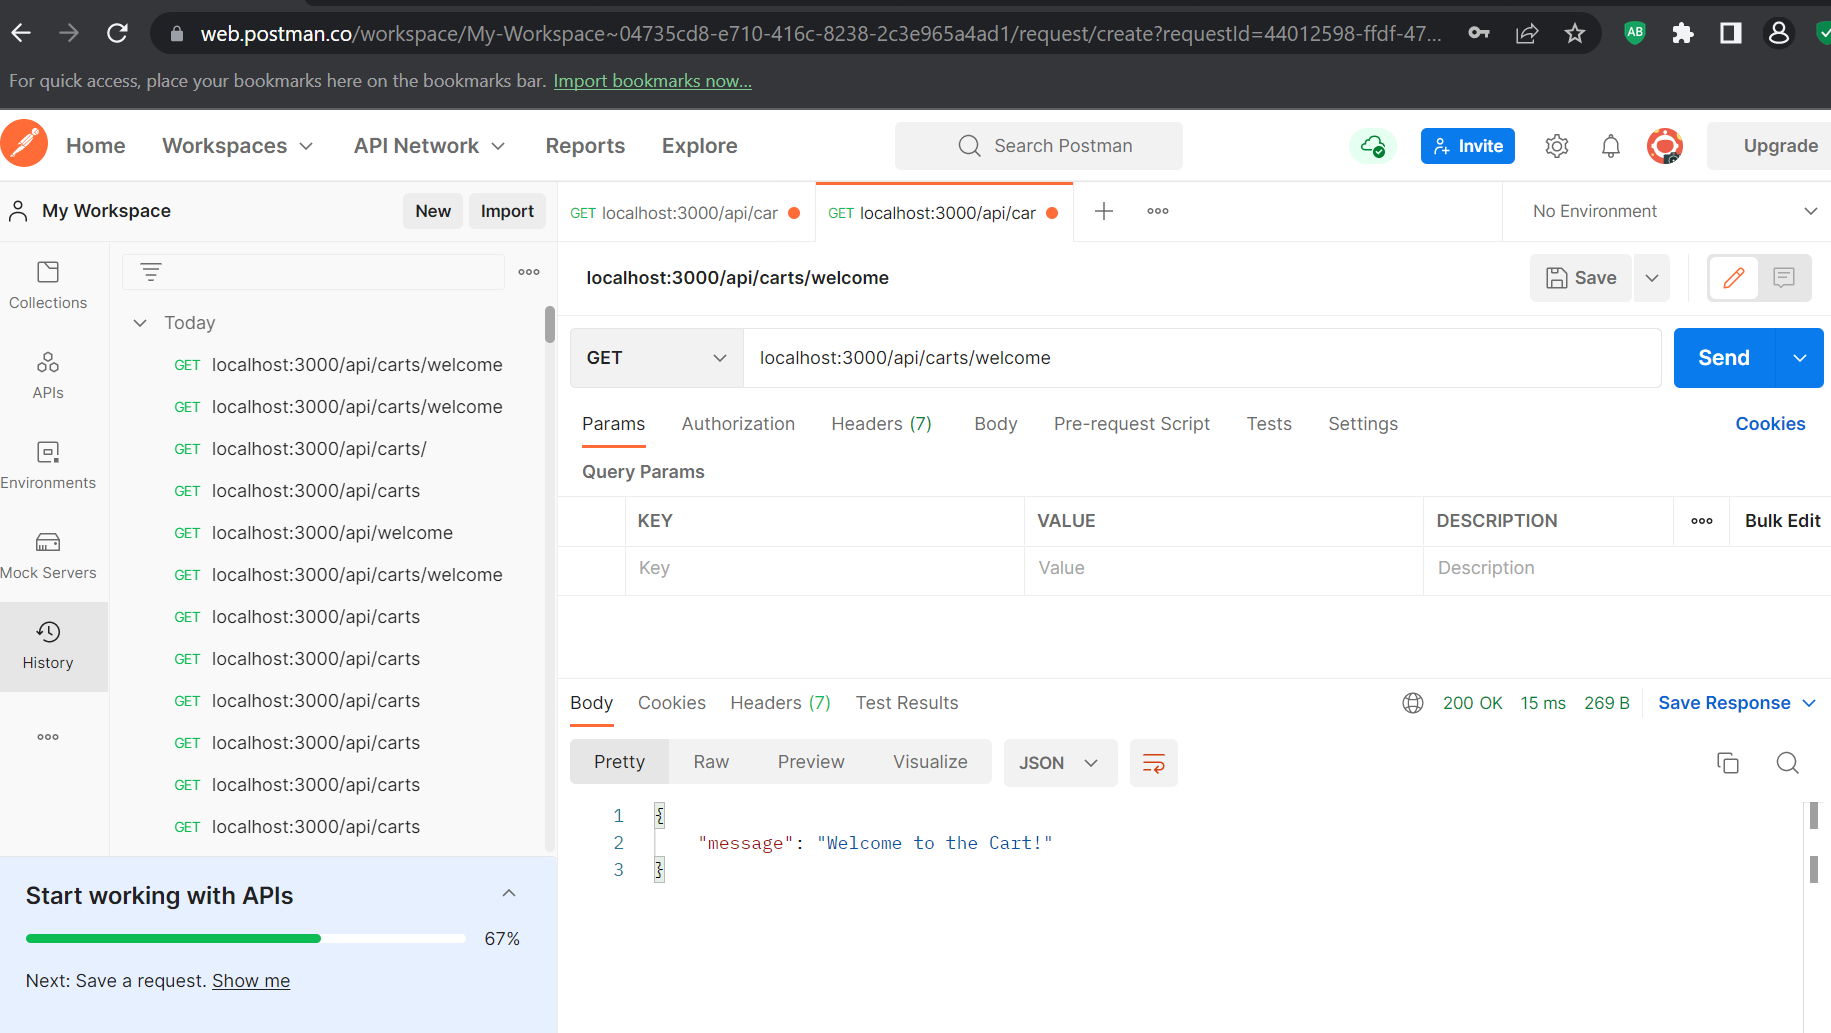 web.postman.co/workspace/My-Workspace~04735cd8-e710-416c-8238-2c3e965a4ad1/request/create?requestId=44012598-ffdf-47...
AB
For quick access, place your bookmarks here on the bookmarks bar. Import bookmarks now...
Home Workspaces API Network Reports Explore Search Postman Invite Upgrade
My Workspace New Import
GET localhost:3000/api/car GET localhost:3000/api/car No Environment
Collections
APIs
Environments
Mock Servers
History
Today
GET localhost:3000/api/carts/welcome
GET localhost:3000/api/carts/welcome
GET localhost:3000/api/carts/
GET localhost:3000/api/carts
GET localhost:3000/api/welcome
GET localhost:3000/api/carts/welcome
GET localhost:3000/api/carts
GET localhost:3000/api/carts
GET localhost:3000/api/carts
GET localhost:3000/api/carts
GET localhost:3000/api/carts
GET localhost:3000/api/carts
Start working with APIs
67%
Next: Save a request. Show me
localhost:3000/api/carts/welcome Save
GET localhost:3000/api/carts/welcome Send
Params Authorization Headers (7) Body Pre-request Script Tests Settings Cookies
Query Params
KEY VALUE DESCRIPTION Bulk Edit
Key Value Description
Body Cookies Headers (7) Test Results 200 OK 15 ms 269 B Save Response
Pretty Raw Preview Visualize JSON
1 {
2 "message": "Welcome to the Cart!"
3 }